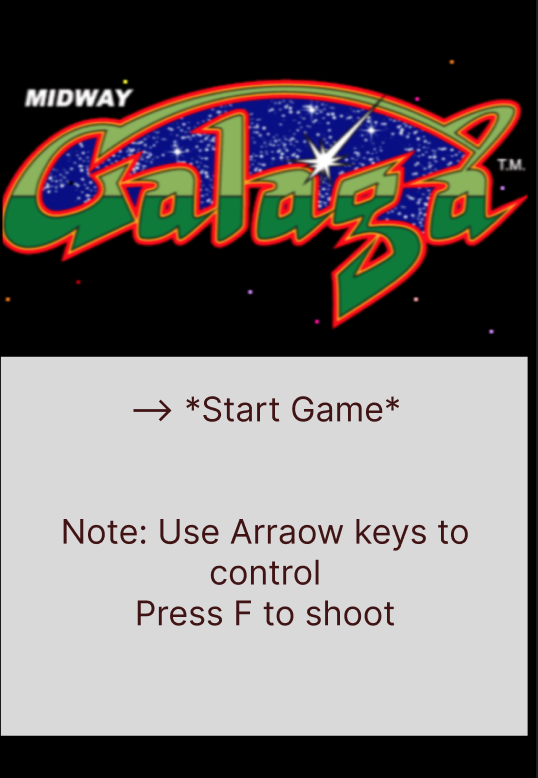 MIDWAY
Galaga
T.M.
→ *Start Game*
Note: Use Arraow keys to
control
Press F to shoot